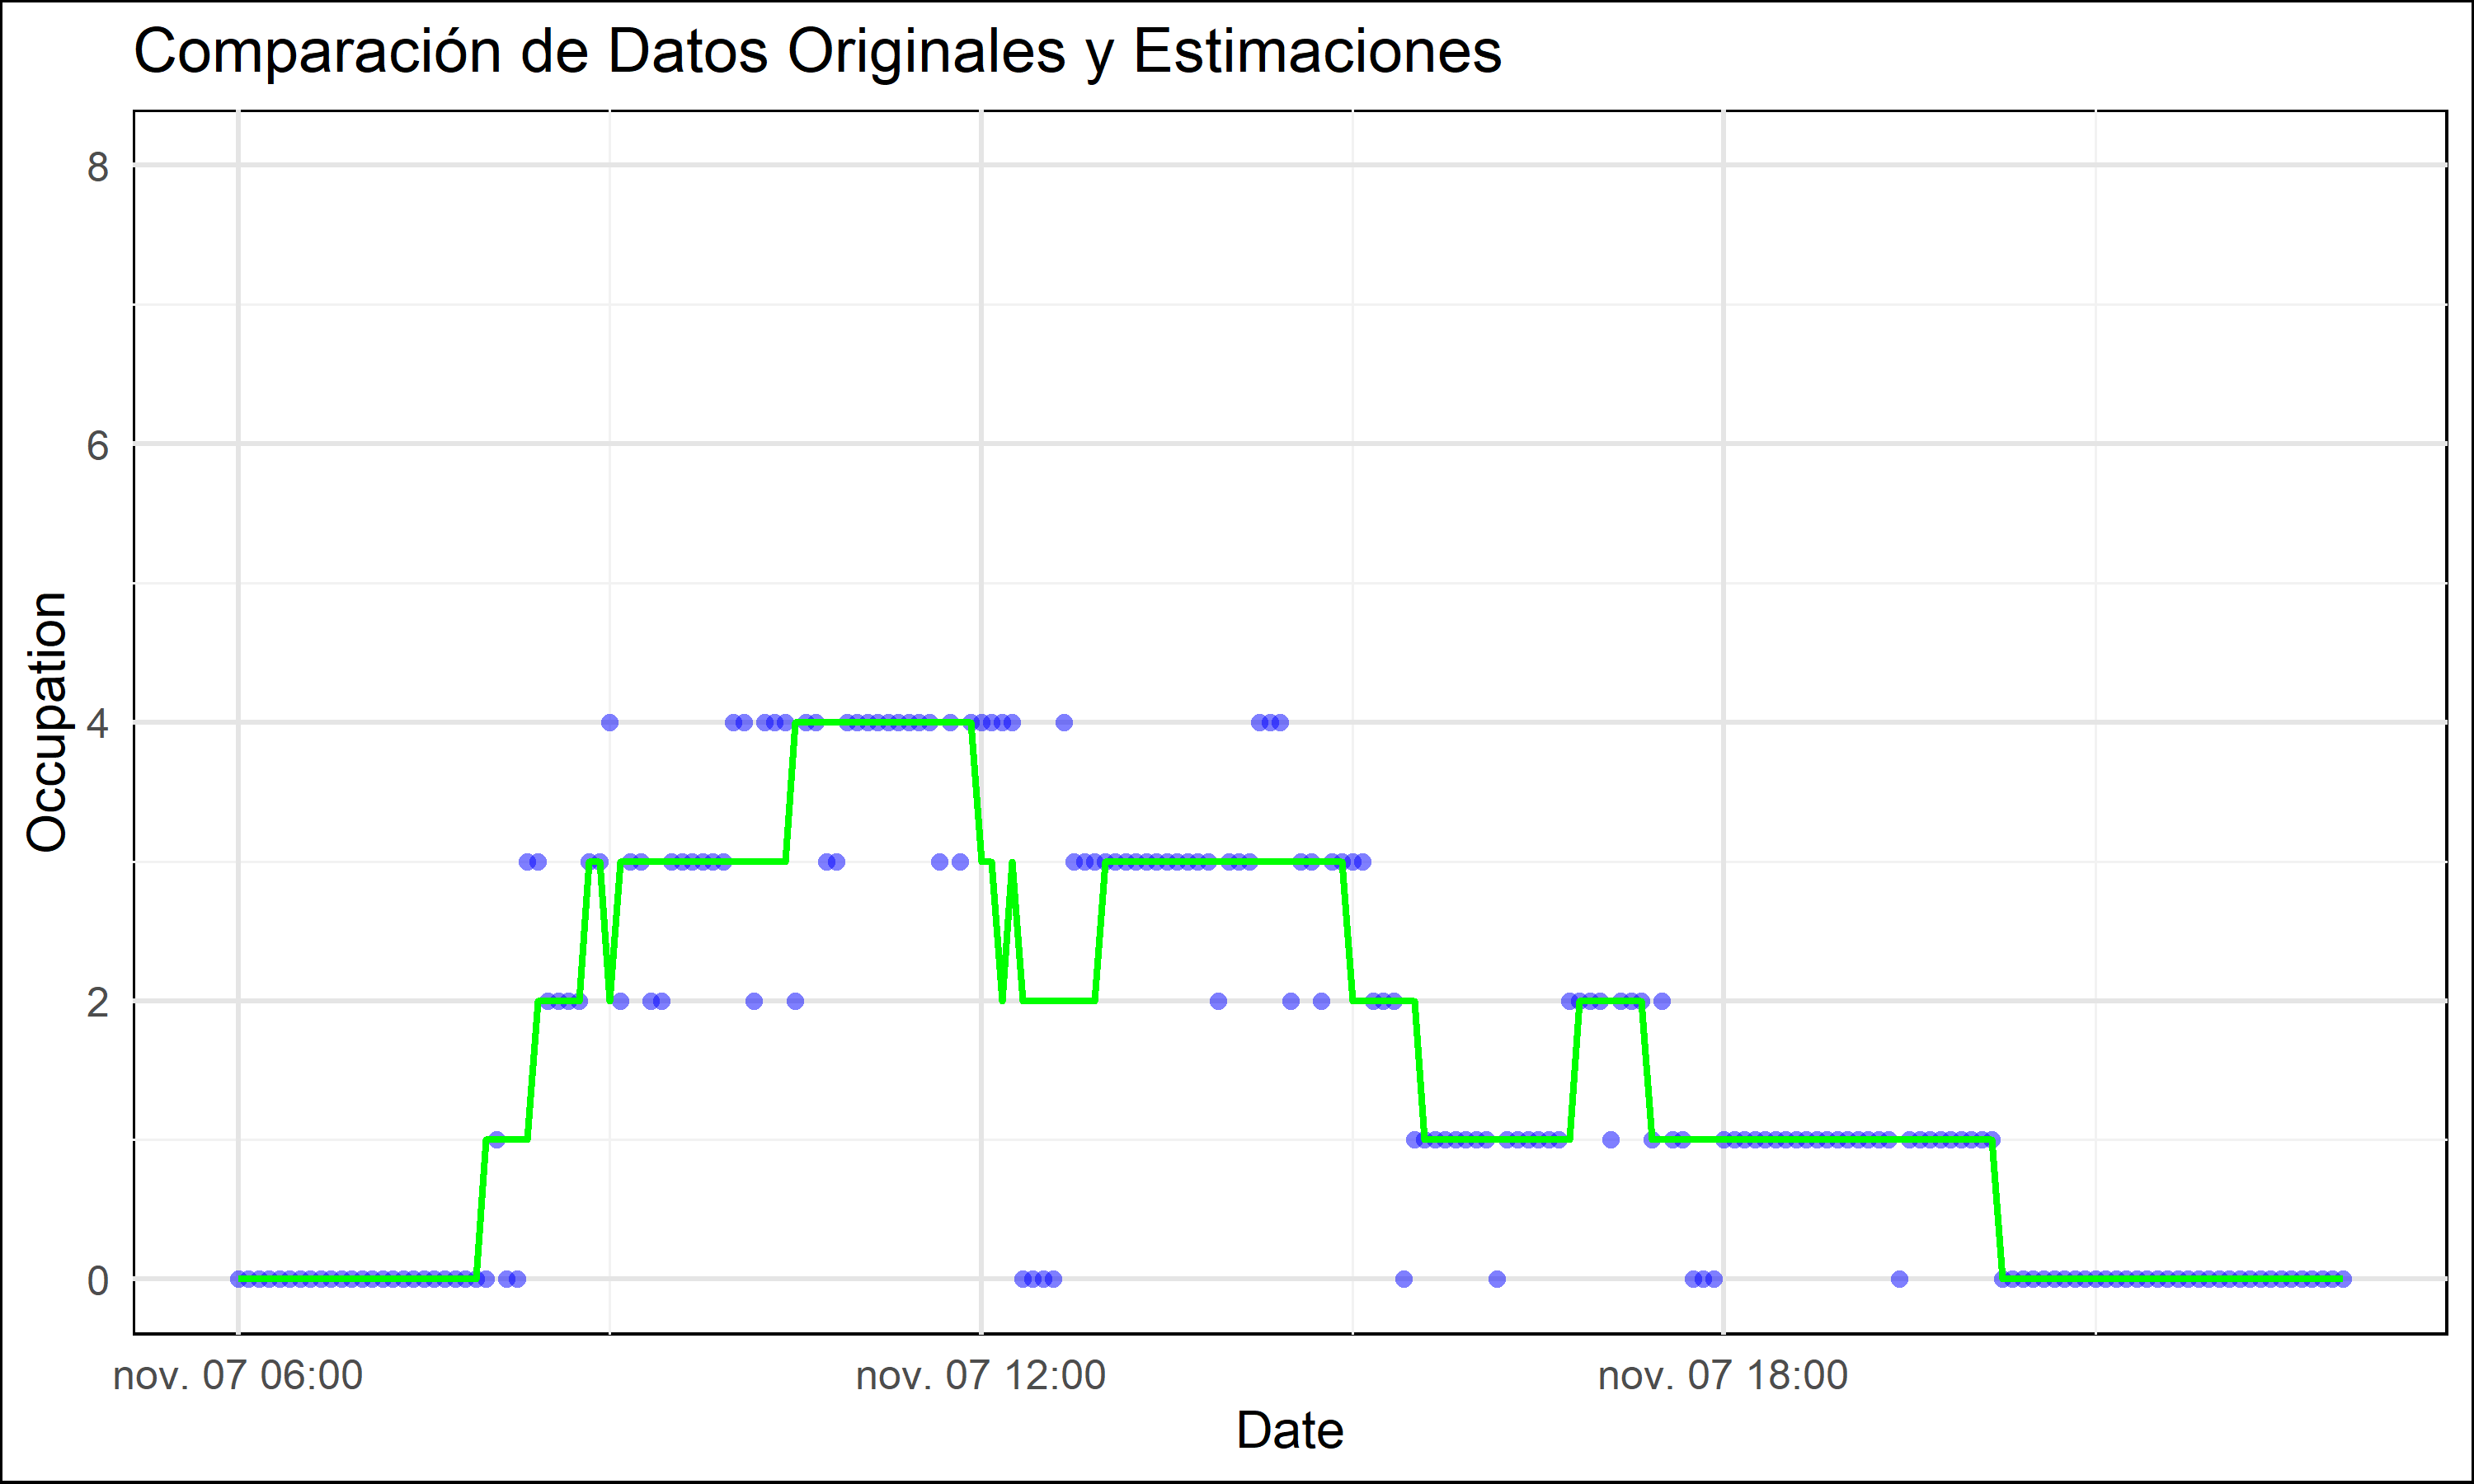 Comparación de Datos Originales y Estimaciones
8
6
4
2
0
Occupation
nov. 07 06:00
nov. 07 12:00
nov. 07 18:00
Date